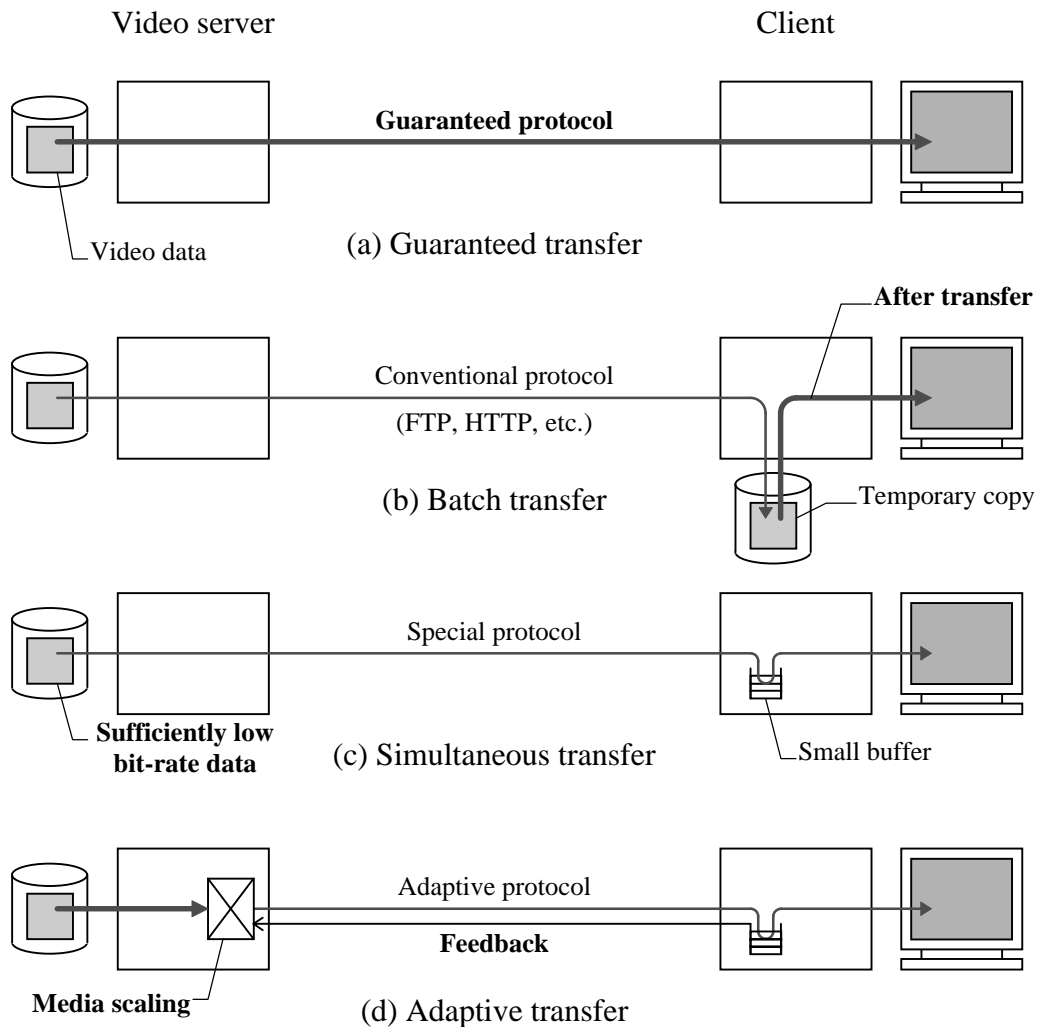 Video server
Client
Guaranteed protocol
Video data
(a) Guaranteed transfer
After transfer
Conventional protocol
(FTP, HTTP, etc.)
(b) Batch transfer
Temporary copy
Special protocol
Sufficiently low
bit-rate data
(c) Simultaneous transfer
Small buffer
Adaptive protocol
Feedback
Media scaling
(d) Adaptive transfer